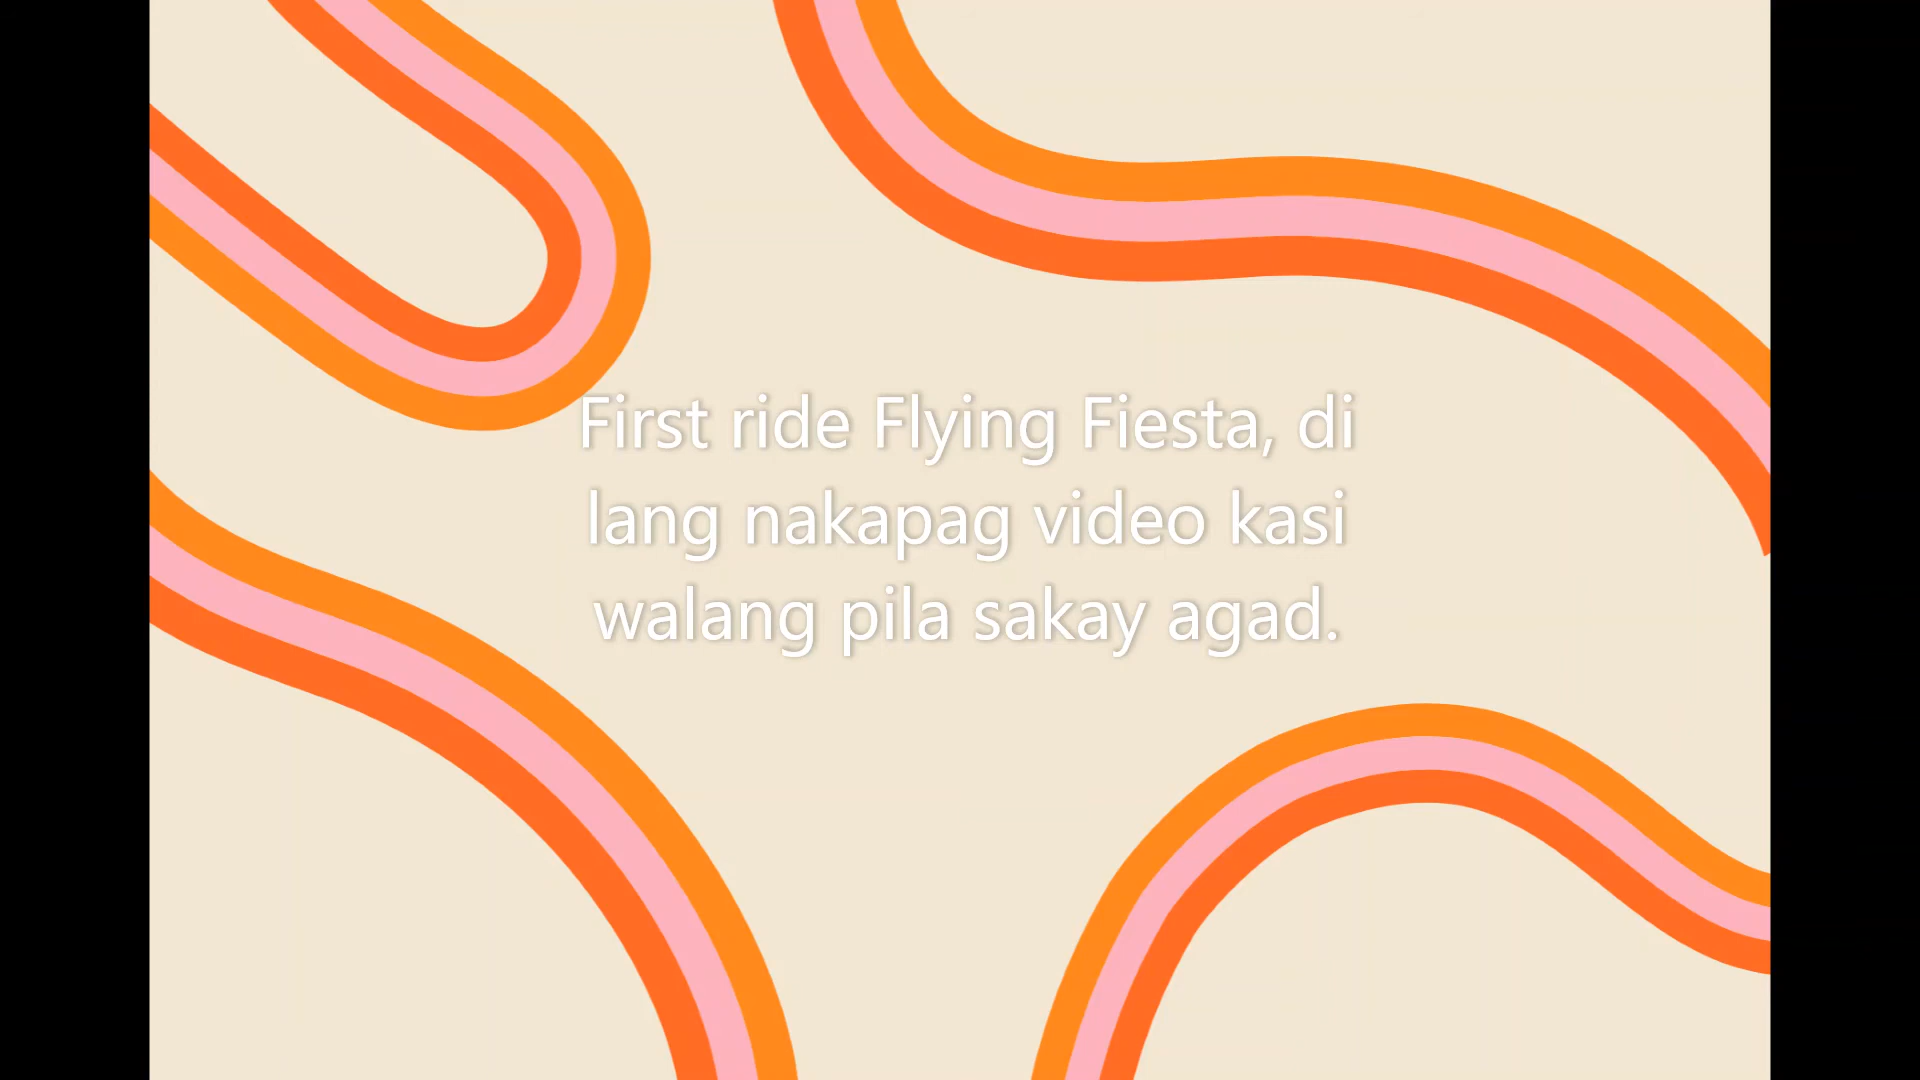 First ride Flying Fiesta, di
lang nakapag video kasi
walang pila sakay agad.